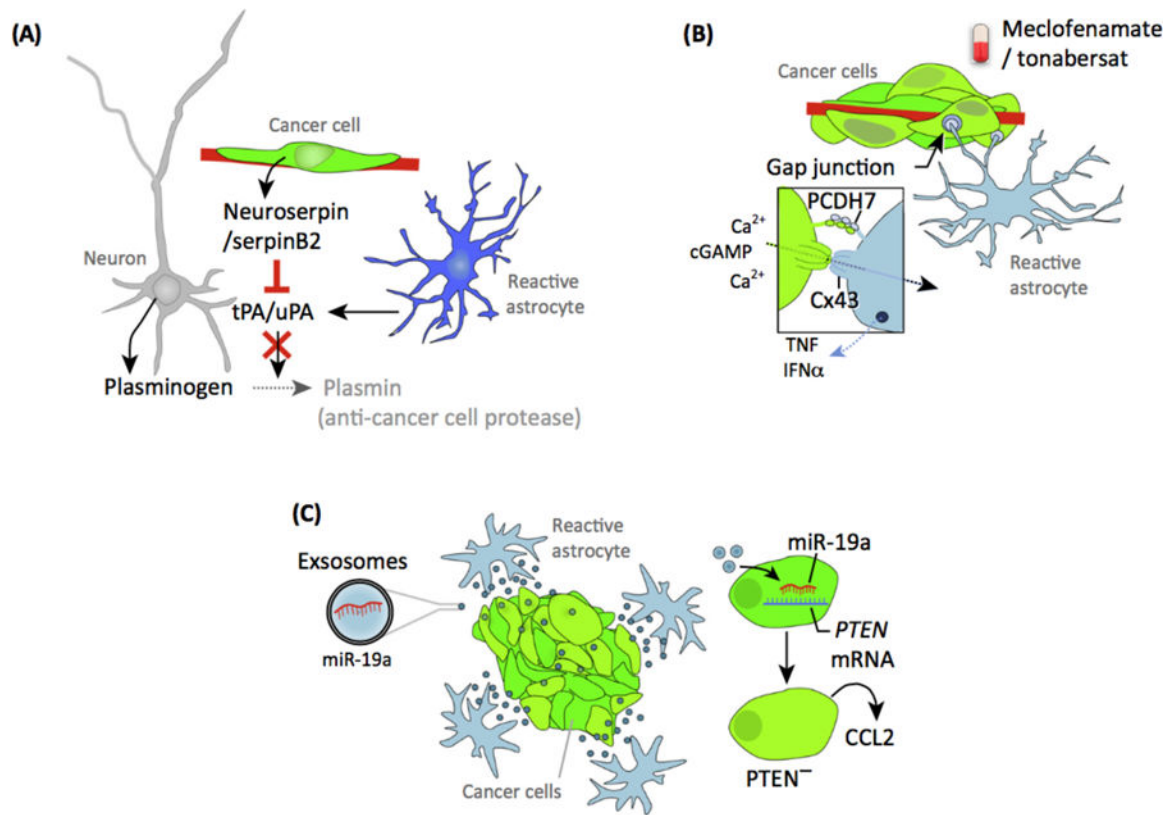 (A)
Cancer cell
Neuroserpin
/serpinB2
Neuron
Reactive
astrocyte
tPA/uPA
Plasminogen
Plasmin
(anti-cancer cell protease)
(B)
Meclofenamate
/ tonabersat
Cancer cells
Gap junction
PCDH7
Ca²⁺
cGAMP
Ca²⁺
Cx43
Reactive
astrocyte
TNF
IFNα
(C)
Reactive
astrocyte
Exsosomes
miR-19a
Cancer cells
miR-19a
PTEN
mRNA
CCL2
PTEN⁻